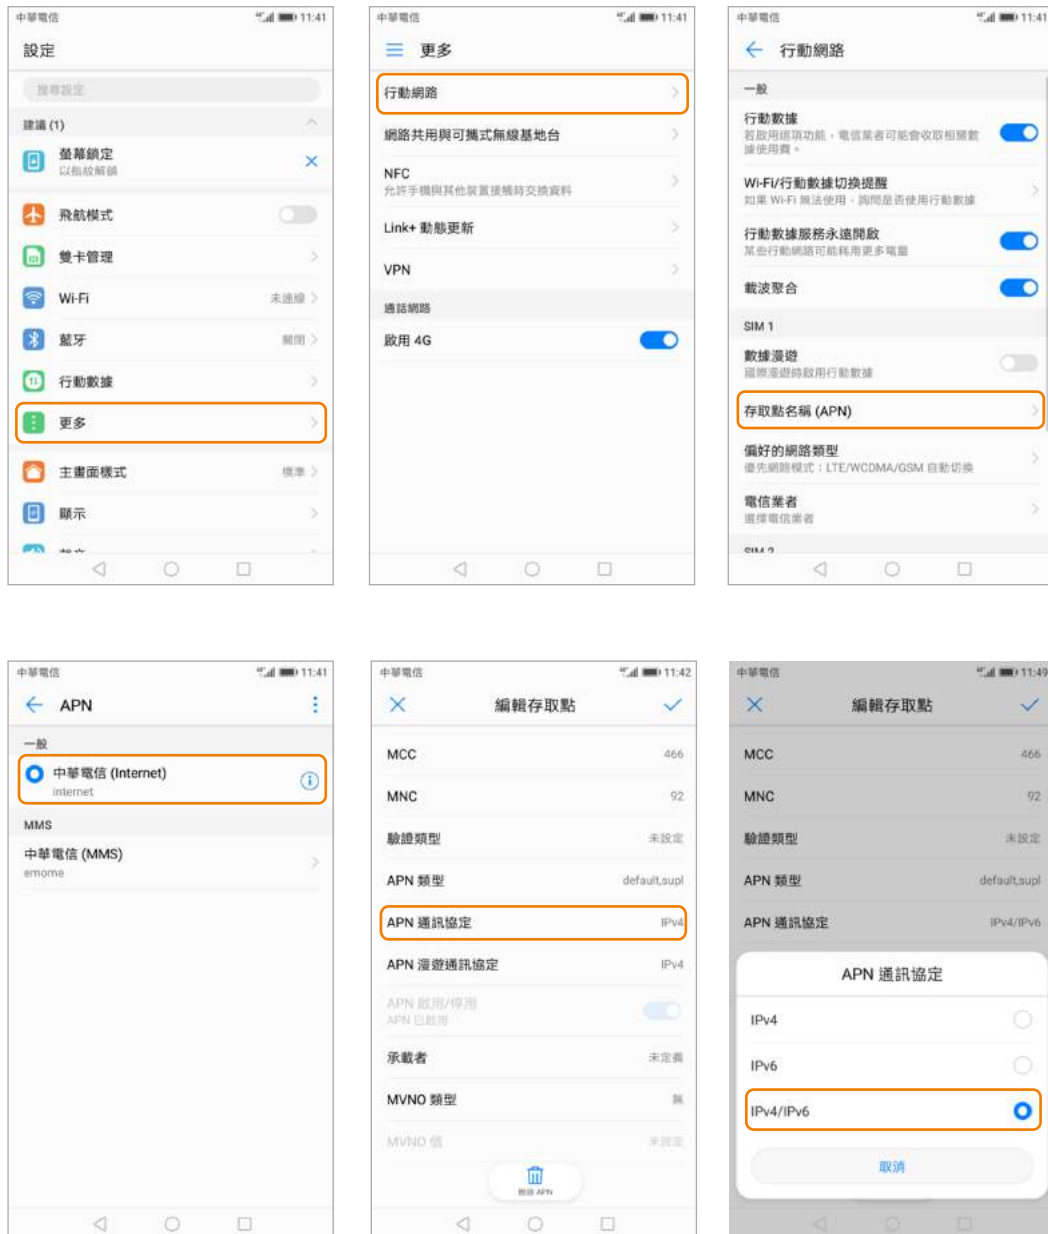 中華電信
11:41
設定
搜尋設定
建議 (1)
螢幕鎖定
以指紋解鎖
飛航模式
雙卡管理
Wi-Fi
未連線
藍牙
關閉
行動數據
更多
主畫面樣式
標準
顯示
中華電信
11:41
更多
行動網路
網路共用與可攜式無線基地台
NFC
允許手機與其他裝置接觸時交換資料
Link+ 動態更新
VPN
通話網路
啟用 4G
中華電信
11:41
行動網路
一般
行動數據
若啟用這項功能，電信業者可能會收取相關數
據使用費。
Wi-Fi/行動數據切換提醒
如果 Wi-Fi 無法使用，詢問是否使用行動數據
行動數據服務永遠開啟
某些行動網路可能耗用更多電量
載波聚合
SIM 1
數據漫遊
國際漫遊時啟用行動數據
存取點名稱 (APN)
偏好的網路類型
優先網路模式：LTE/WCDMA/GSM 自動切換
電信業者
選擇電信業者
SIM 2
中華電信
11:41
APN
一般
中華電信 (Internet)
internet
MMS
中華電信 (MMS)
emome
中華電信
11:42
編輯存取點
MCC
466
MNC
92
驗證類型
未設定
APN 類型
default,supl
APN 通訊協定
IPv4
APN 漫遊通訊協定
IPv4
APN 啟用/停用
APN 已啟用
承載者
未定義
MVNO 類型
無
MVNO 值
未設定
刪除 APN
中華電信
11:49
編輯存取點
MCC
466
MNC
92
驗證類型
未設定
APN 類型
default,supl
APN 通訊協定
IPv4/IPv6
APN 通訊協定
IPv4
IPv6
IPv4/IPv6
取消